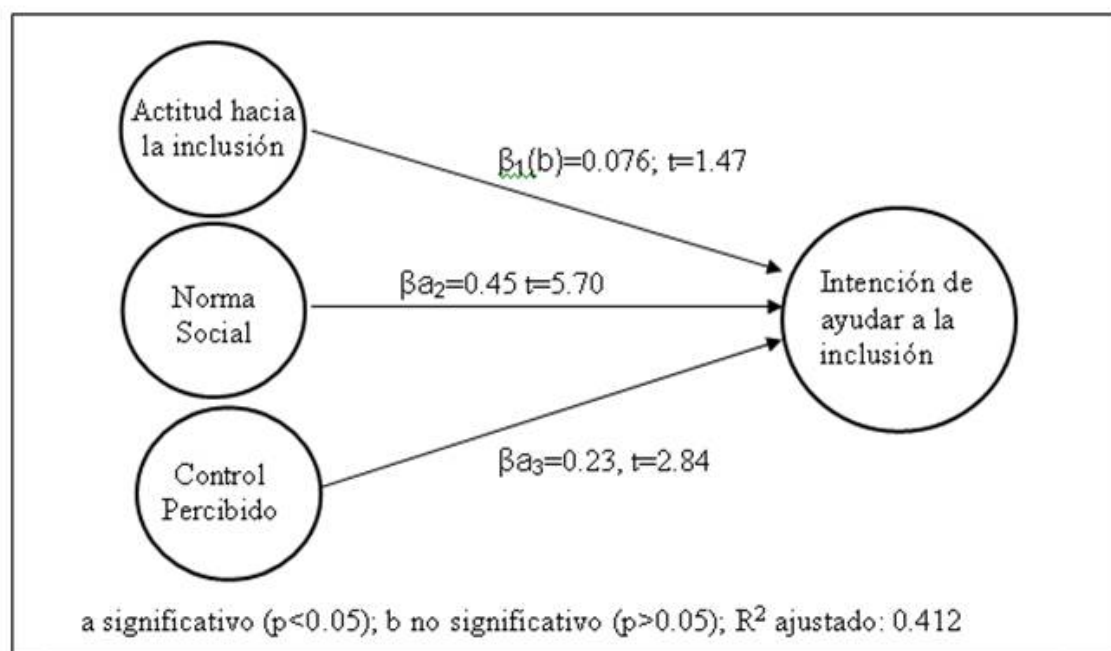 Actitud hacia
la inclusión
β₁(b)=0.076; t=1.47
Norma
Social
βa₂=0.45 t=5.70
Intención de
ayudar a la
inclusión
Control
Percibido
βa₃=0.23, t=2.84
a significativo (p<0.05); b no significativo (p>0.05); R² ajustado: 0.412